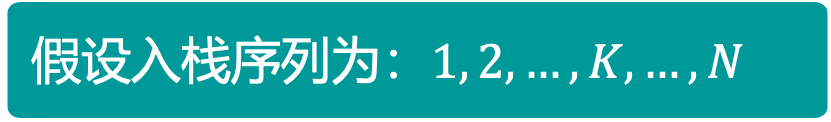 假设入栈序列为：1, 2, … , K, … , N